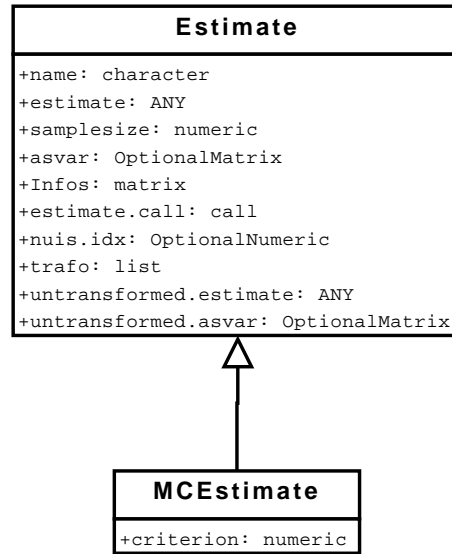 Estimate
+name: character
+estimate: ANY
+samplesize: numeric
+asvar: OptionalMatrix
+Infos: matrix
+estimate.call: call
+nuis.idx: OptionalNumeric
+trafo: list
+untransformed.estimate: ANY
+untransformed.asvar: OptionalMatrix
MCEstimate
+criterion: numeric